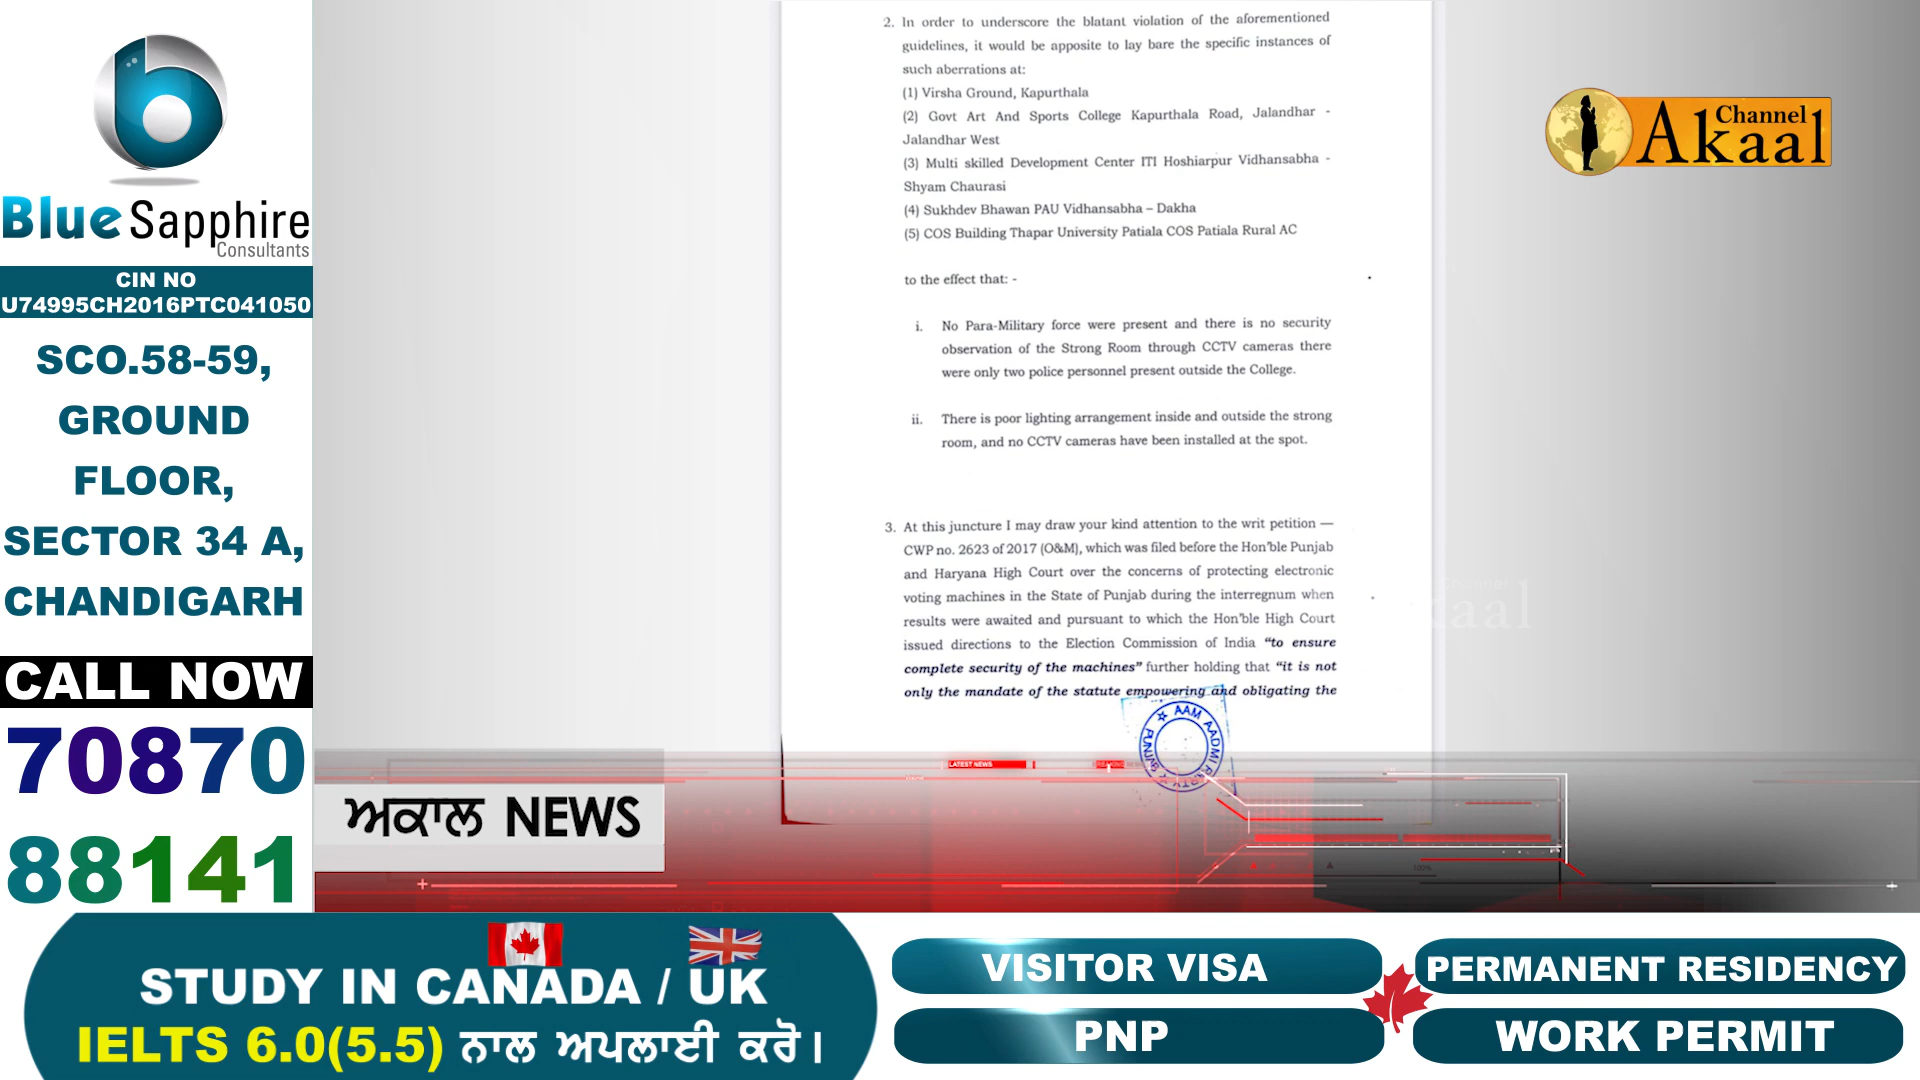 Blue Sapphire
Consultants
CIN NO
U74995CH2016PTC041050
SCO.58-59,
GROUND
FLOOR,
SECTOR 34 A,
CHANDIGARH
CALL NOW
70870
88141
2. In order to underscore the blatant violation of the aforementioned
guidelines, it would be apposite to lay bare the specific instances of
such aberrations at:
(1) Virsha Ground, Kapurthala
(2) Govt Art And Sports College Kapurthala Road, Jalandhar -
Jalandhar West
(3) Multi skilled Development Center ITI Hoshiarpur Vidhansabha -
Shyam Chaurasi
(4) Sukhdev Bhawan PAU Vidhansabha – Dakha
(5) COS Building Thapar University Patiala COS Patiala Rural AC
to the effect that: -
i. No Para-Military force were present and there is no security
observation of the Strong Room through CCTV cameras there
were only two police personnel present outside the College.
ii. There is poor lighting arrangement inside and outside the strong
room, and no CCTV cameras have been installed at the spot.
3. At this juncture I may draw your kind attention to the writ petition —
CWP no. 2623 of 2017 (O&M), which was filed before the Hon'ble Punjab
and Haryana High Court over the concerns of protecting electronic
voting machines in the State of Punjab during the interregnum when
results were awaited and pursuant to which the Hon'ble High Court
issued directions to the Election Commission of India “to ensure
complete security of the machines” further holding that “it is not
only the mandate of the statute empowering and obligating the
AAM AADMI PARTY PUNJAB
Channel
Akaal
LATEST NEWS
ਅਕਾਲ NEWS
STUDY IN CANADA / UK
IELTS 6.0(5.5) ਨਾਲ ਅਪਲਾਈ ਕਰੋ।
VISITOR VISA
PERMANENT RESIDENCY
PNP
WORK PERMIT